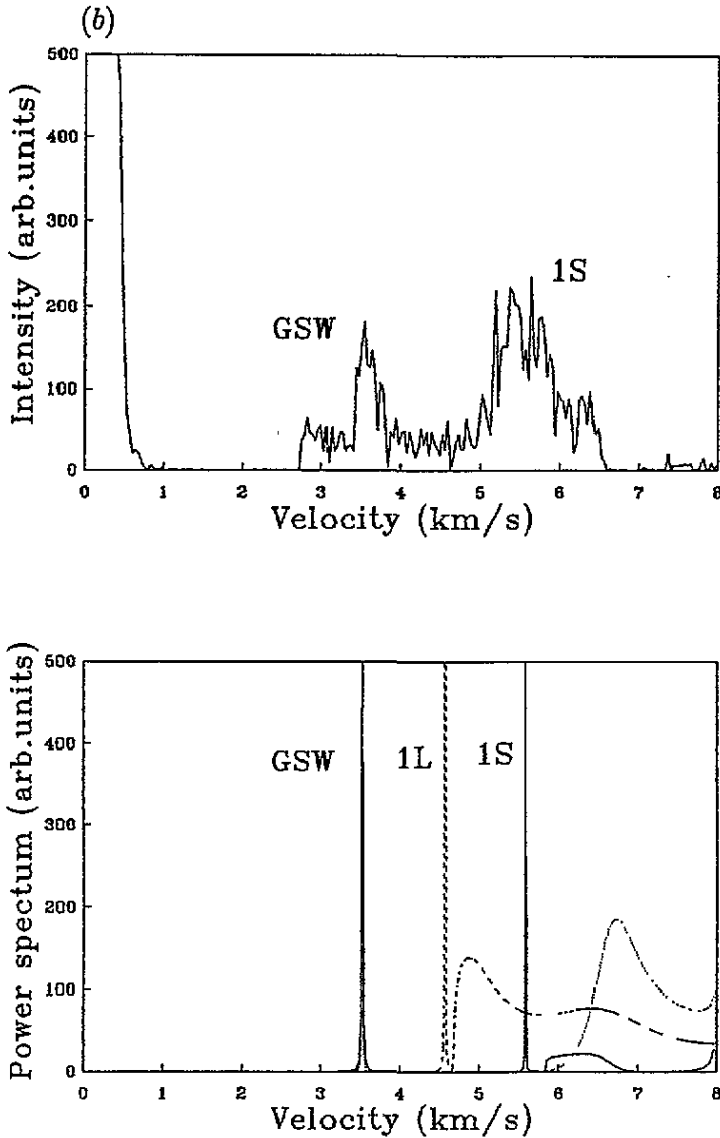 (b)
Intensity (arb.units)
500
400
300
200
100
0
GSW
1S
0 1 2 3 4 5 6 7 8
Velocity (km/s)
Power spectum (arb.units)
500
400
300
200
100
0
GSW
1L
1S
0 1 2 3 4 5 6 7 8
Velocity (km/s)